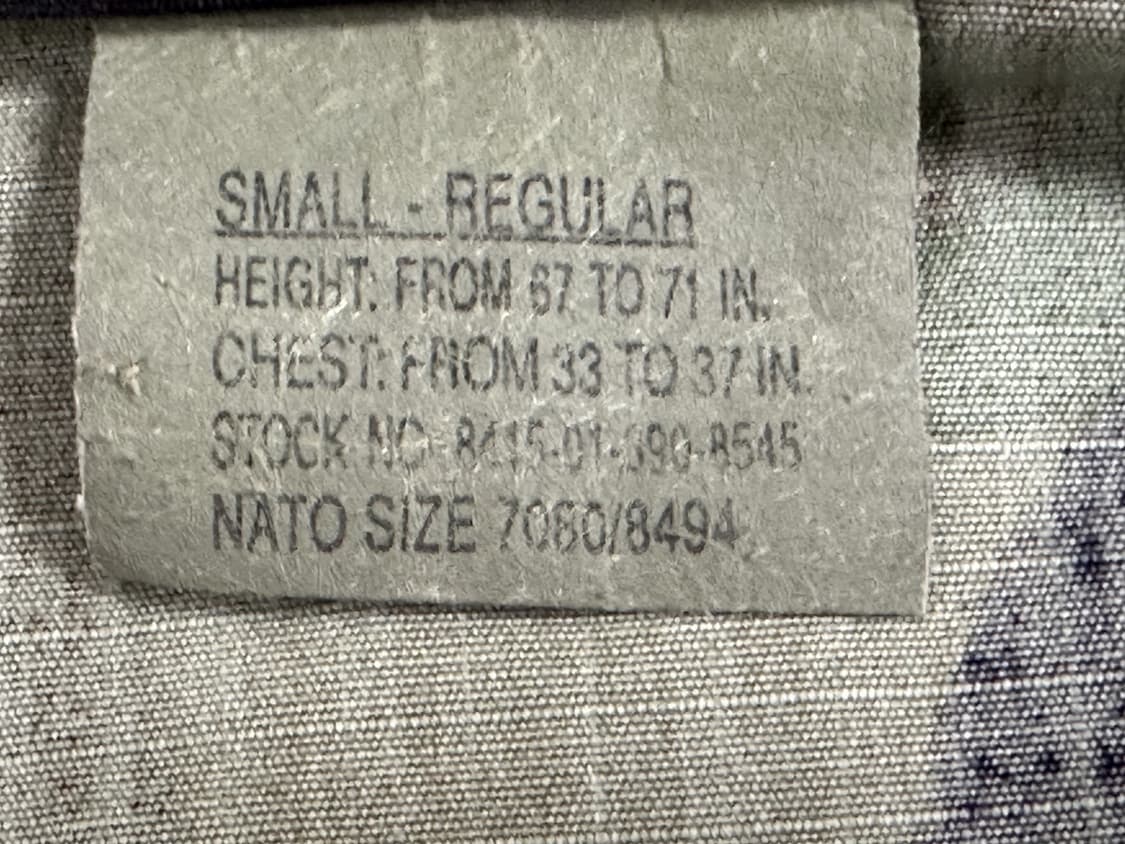 SMALL - REGULAR
HEIGHT: FROM 67 TO 71 IN.
CHEST: FROM 33 TO 37 IN.
STOCK NO 8415-01-390-8545
NATO SIZE 7080/8494